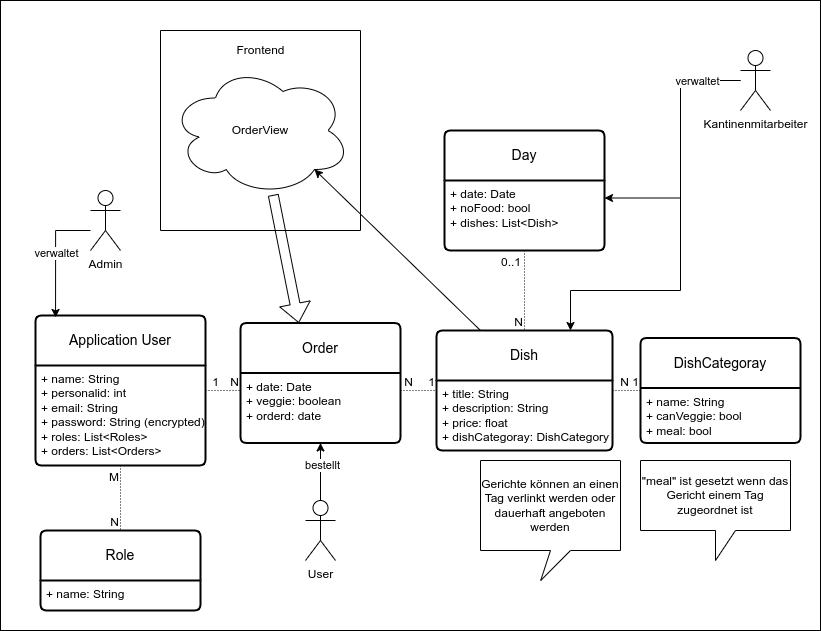 Frontend
OrderView
verwaltet
Kantinenmitarbeiter
Day
+ date: Date
+ noFood: bool
+ dishes: List<Dish>
0..1
N
verwaltet
Admin
Application User
+ name: String
+ personalid: int
+ email: String
+ password: String (encrypted)
+ roles: List<Roles>
+ orders: List<Orders>
1 N
Order
+ date: Date
+ veggie: boolean
+ orderd: date
N 1
Dish
+ title: String
+ description: String
+ price: float
+ dishCategoray: DishCategory
N 1
DishCategoray
+ name: String
+ canVeggie: bool
+ meal: bool
M
N
Role
+ name: String
bestellt
User
Gerichte können an einen
Tag verlinkt werden oder
dauerhaft angeboten
werden
"meal" ist gesetzt wenn das
Gericht einem Tag
zugeordnet ist